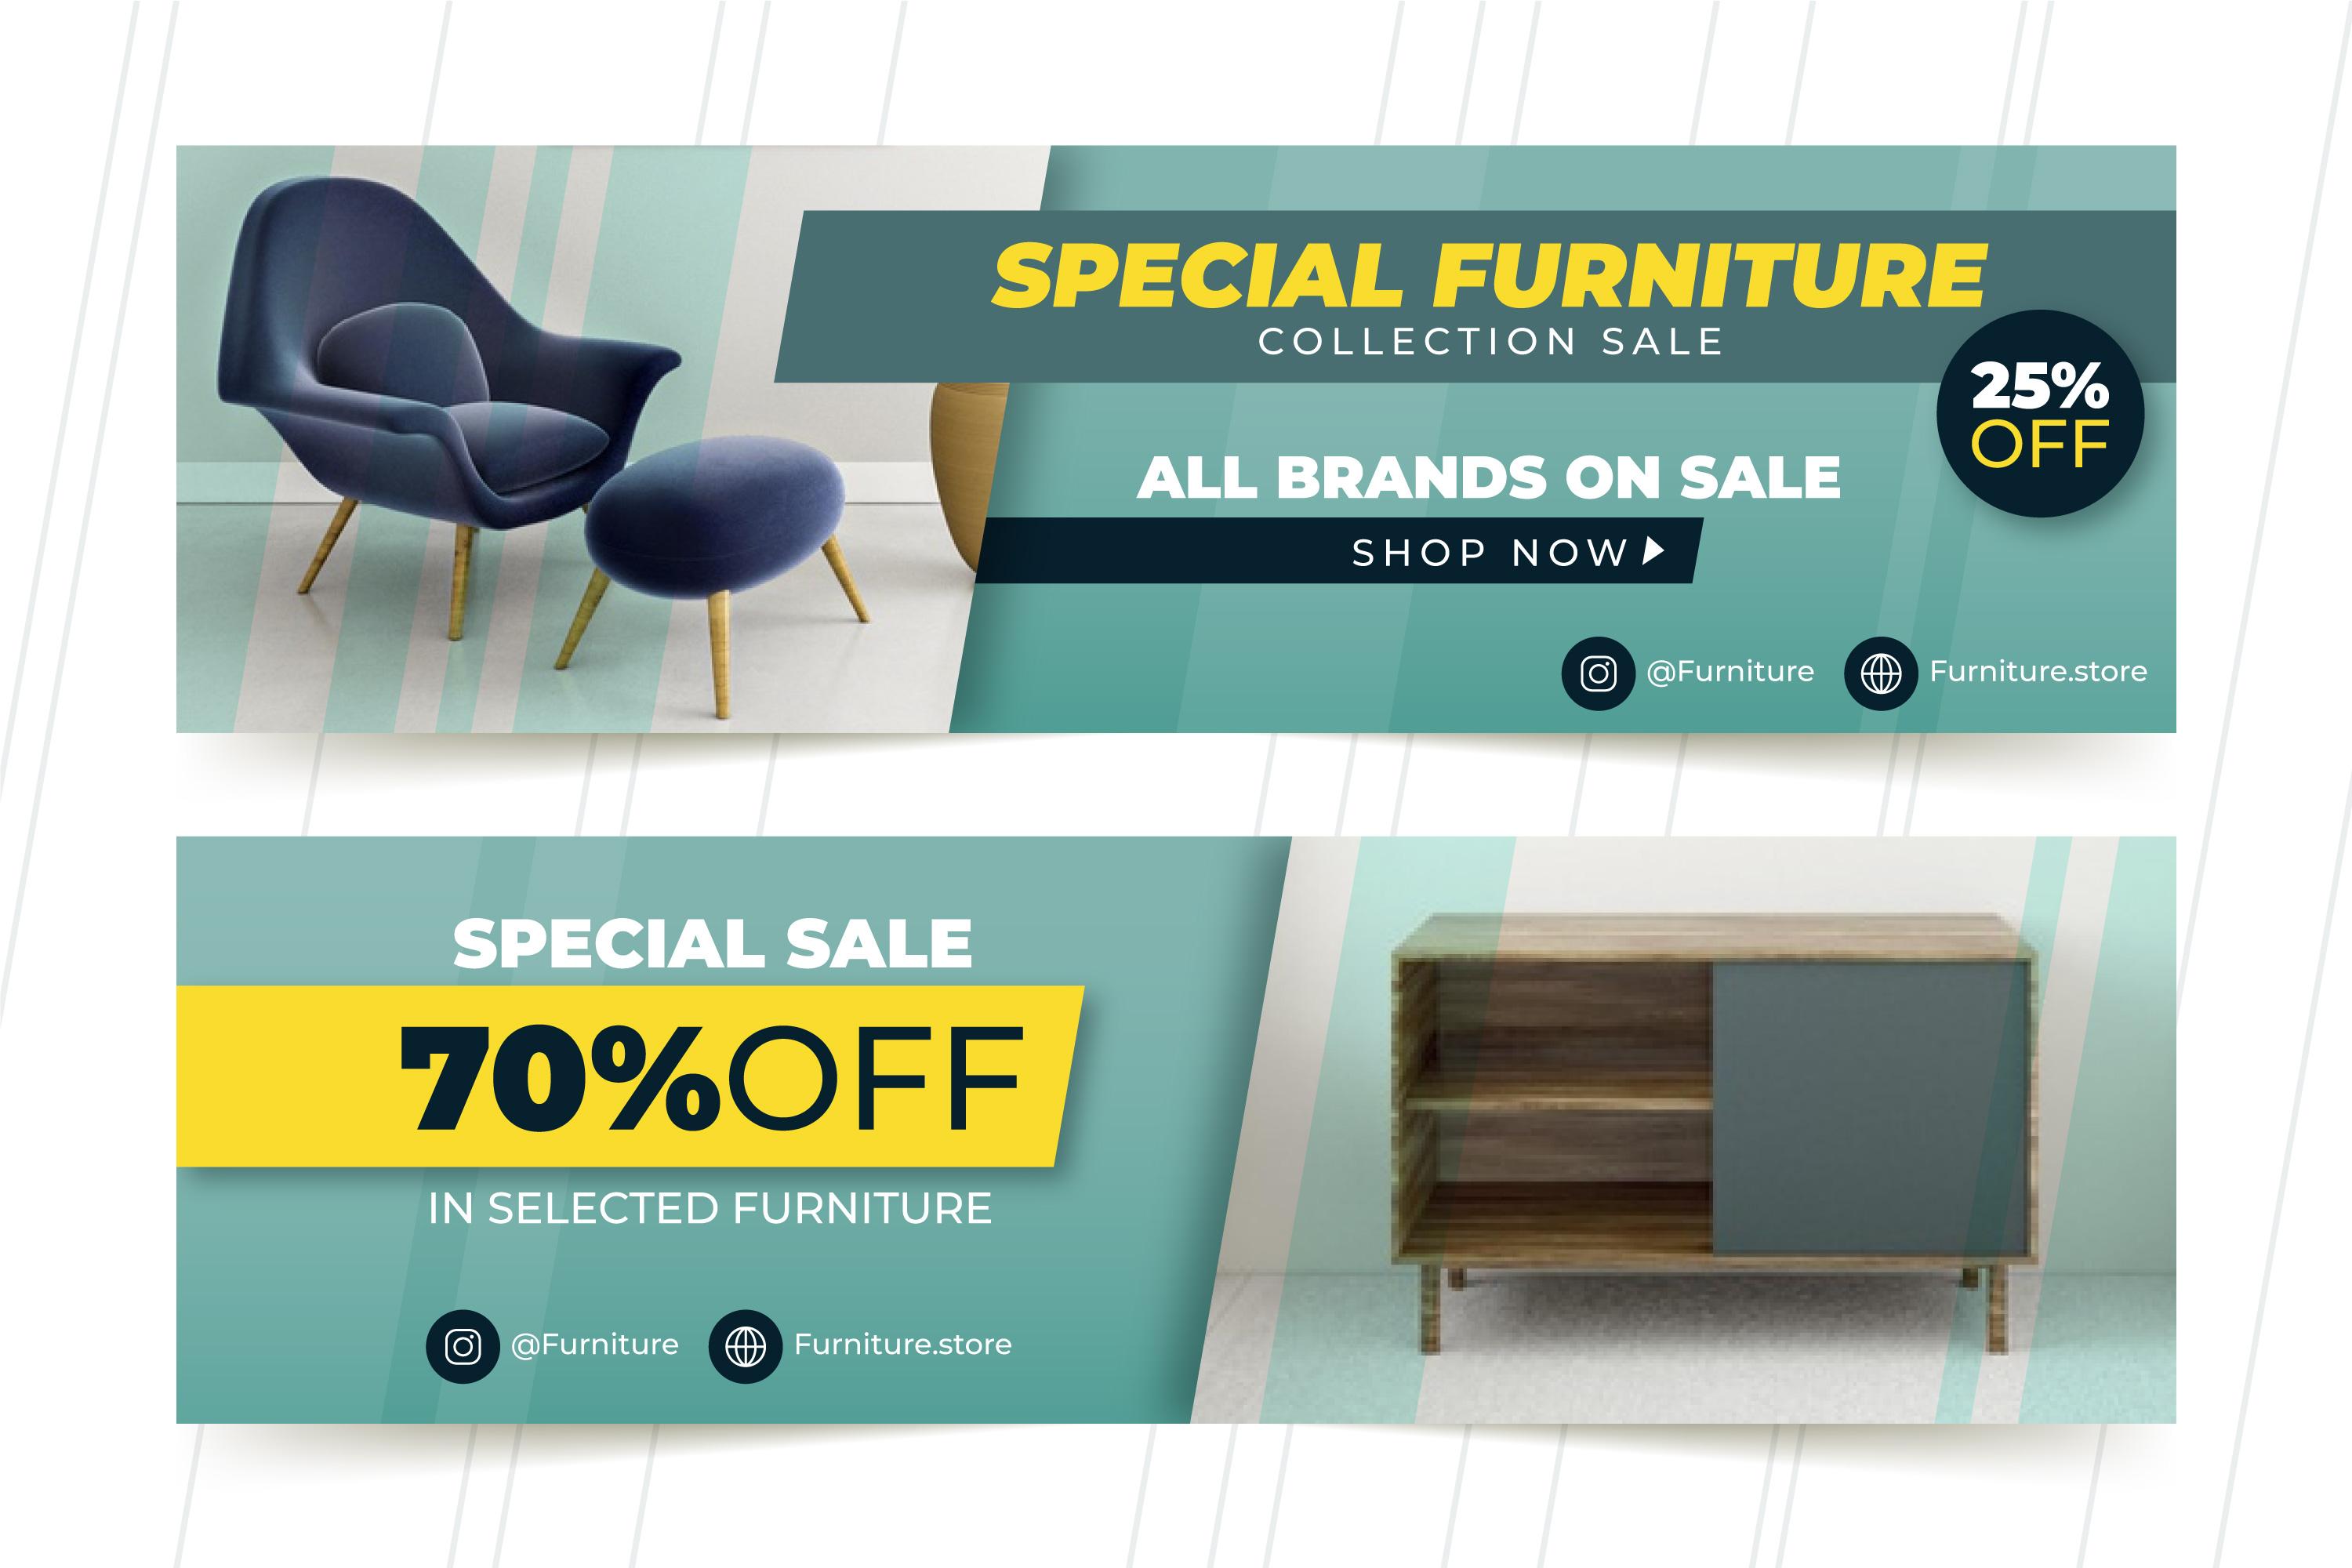 SPECIAL FURNITURE
COLLECTION SALE
25%
OFF
ALL BRANDS ON SALE
SHOP NOW
@Furniture Furniture.store
SPECIAL SALE
70%OFF
IN SELECTED FURNITURE
@Furniture Furniture.store